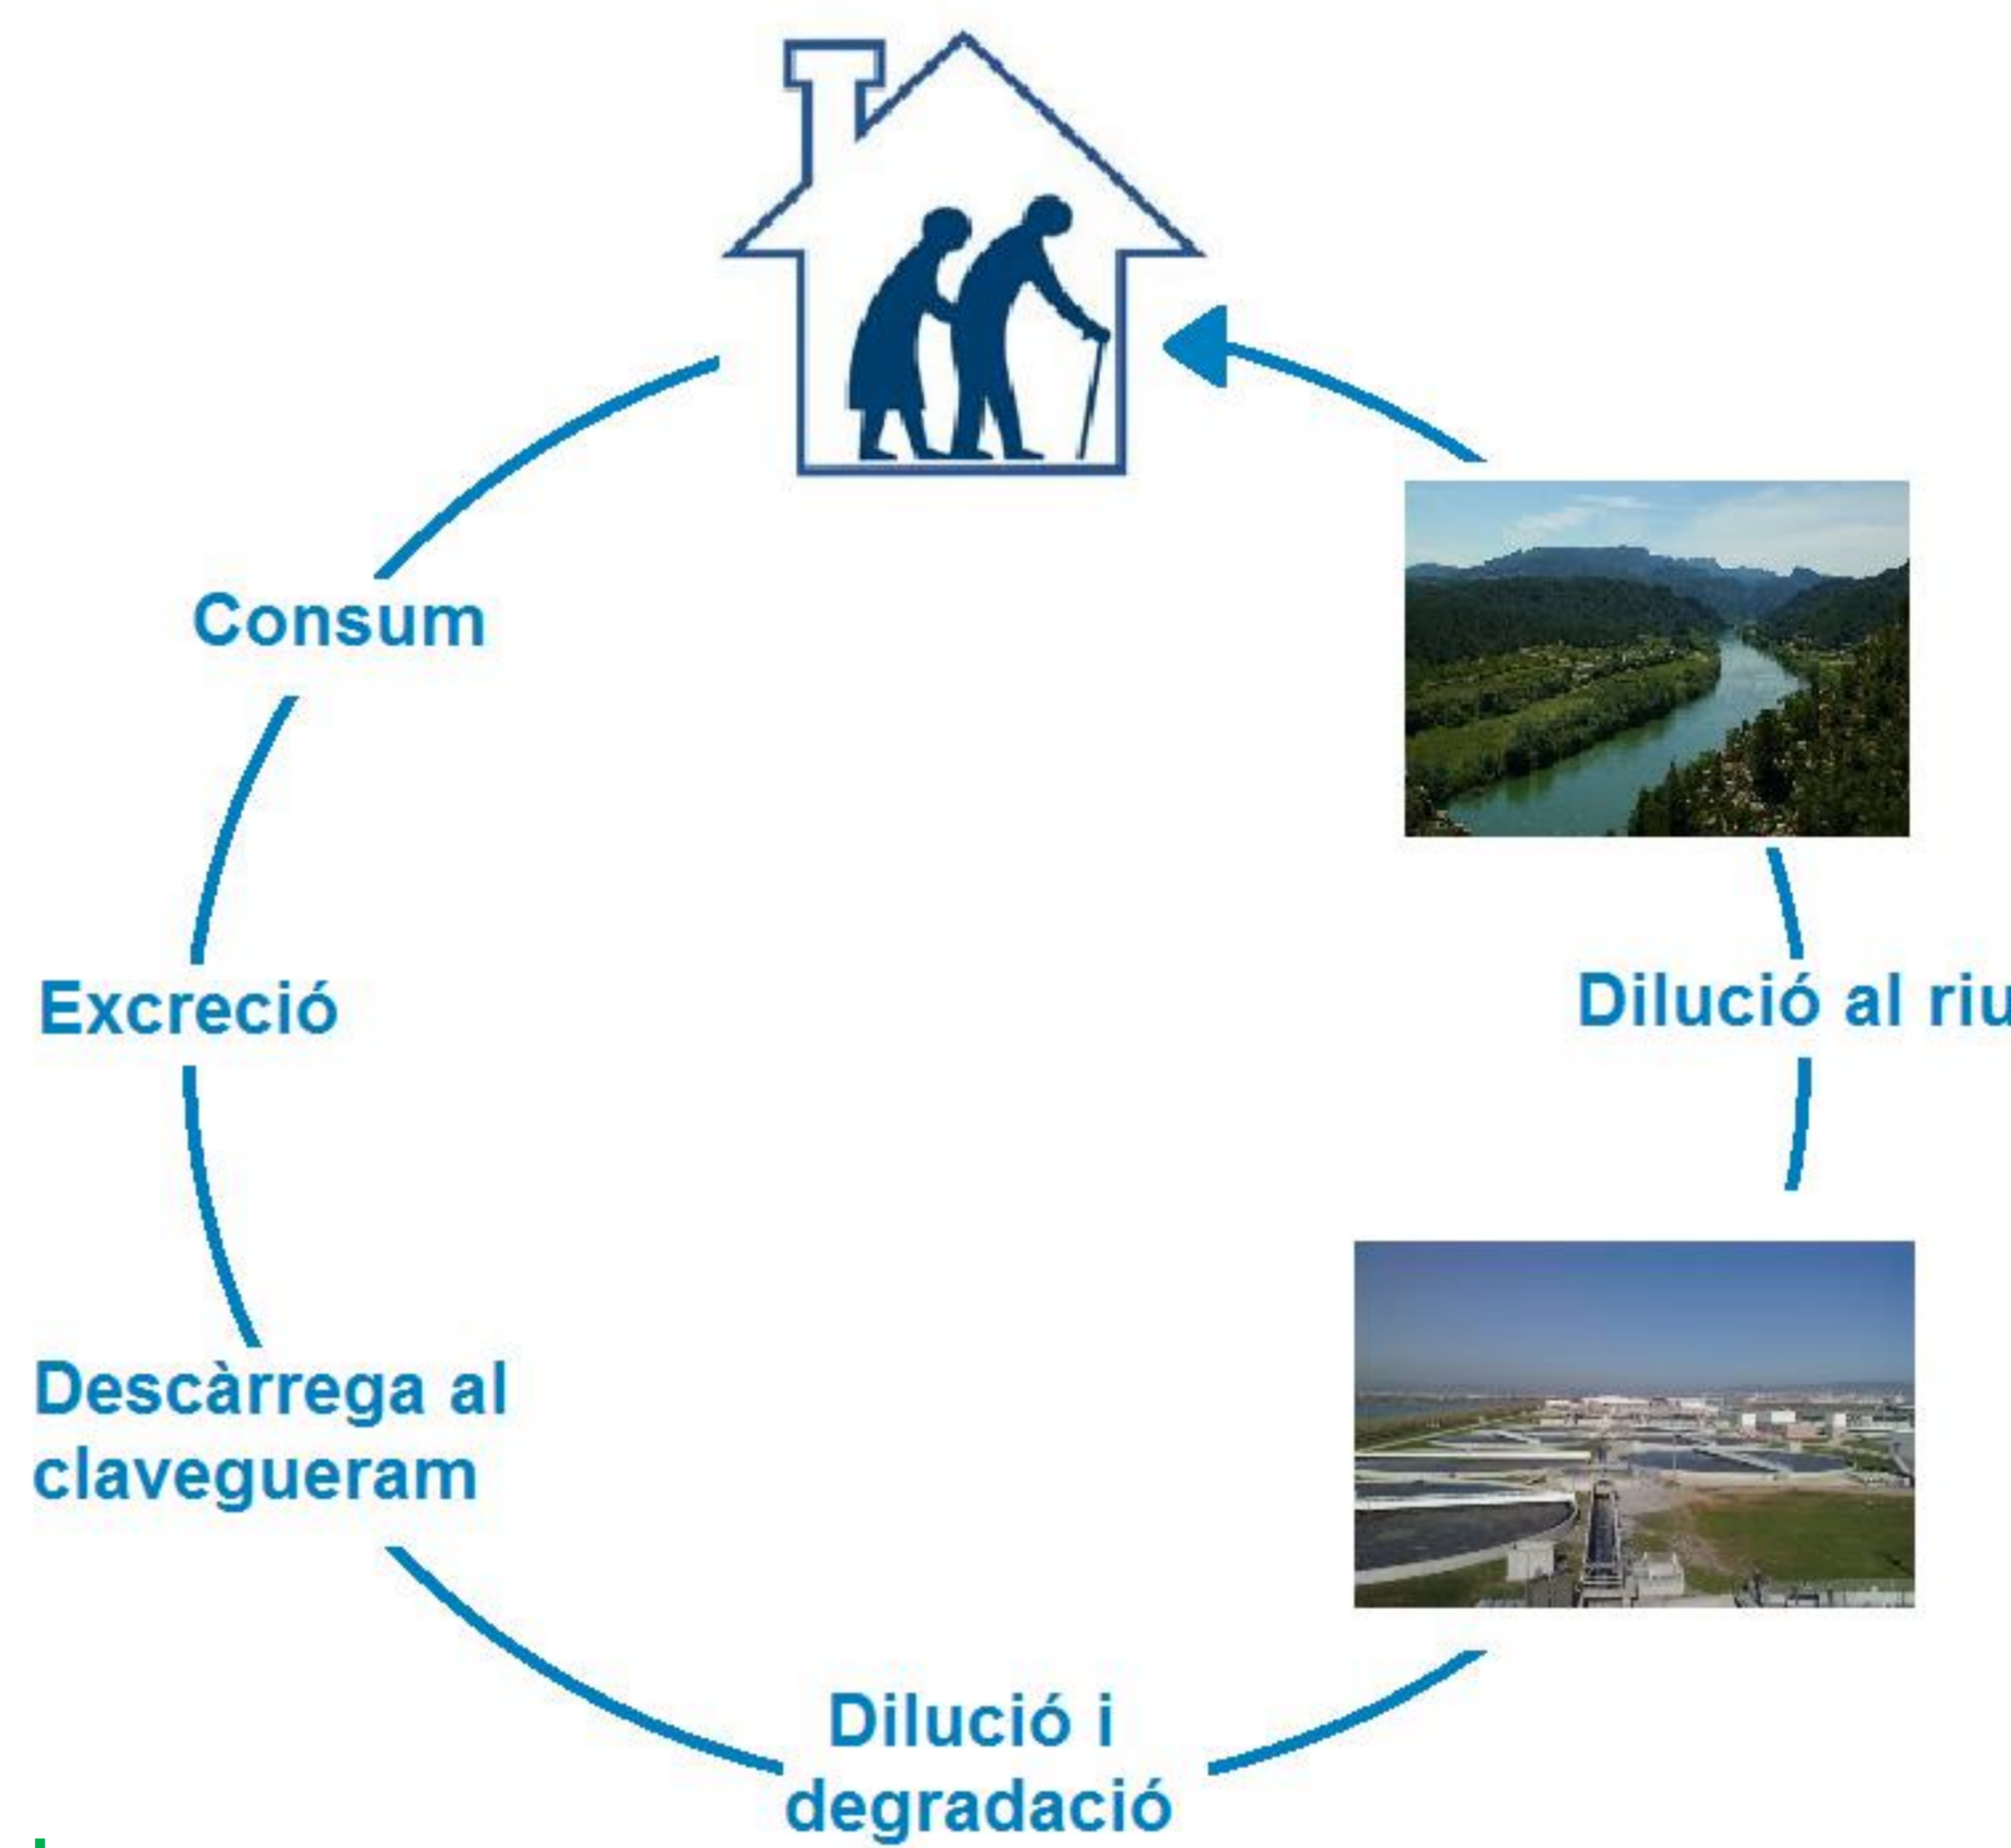 Consum
Excreció
Dilució al riu
Descàrrega al
clavegueram
Dilució i
degradació